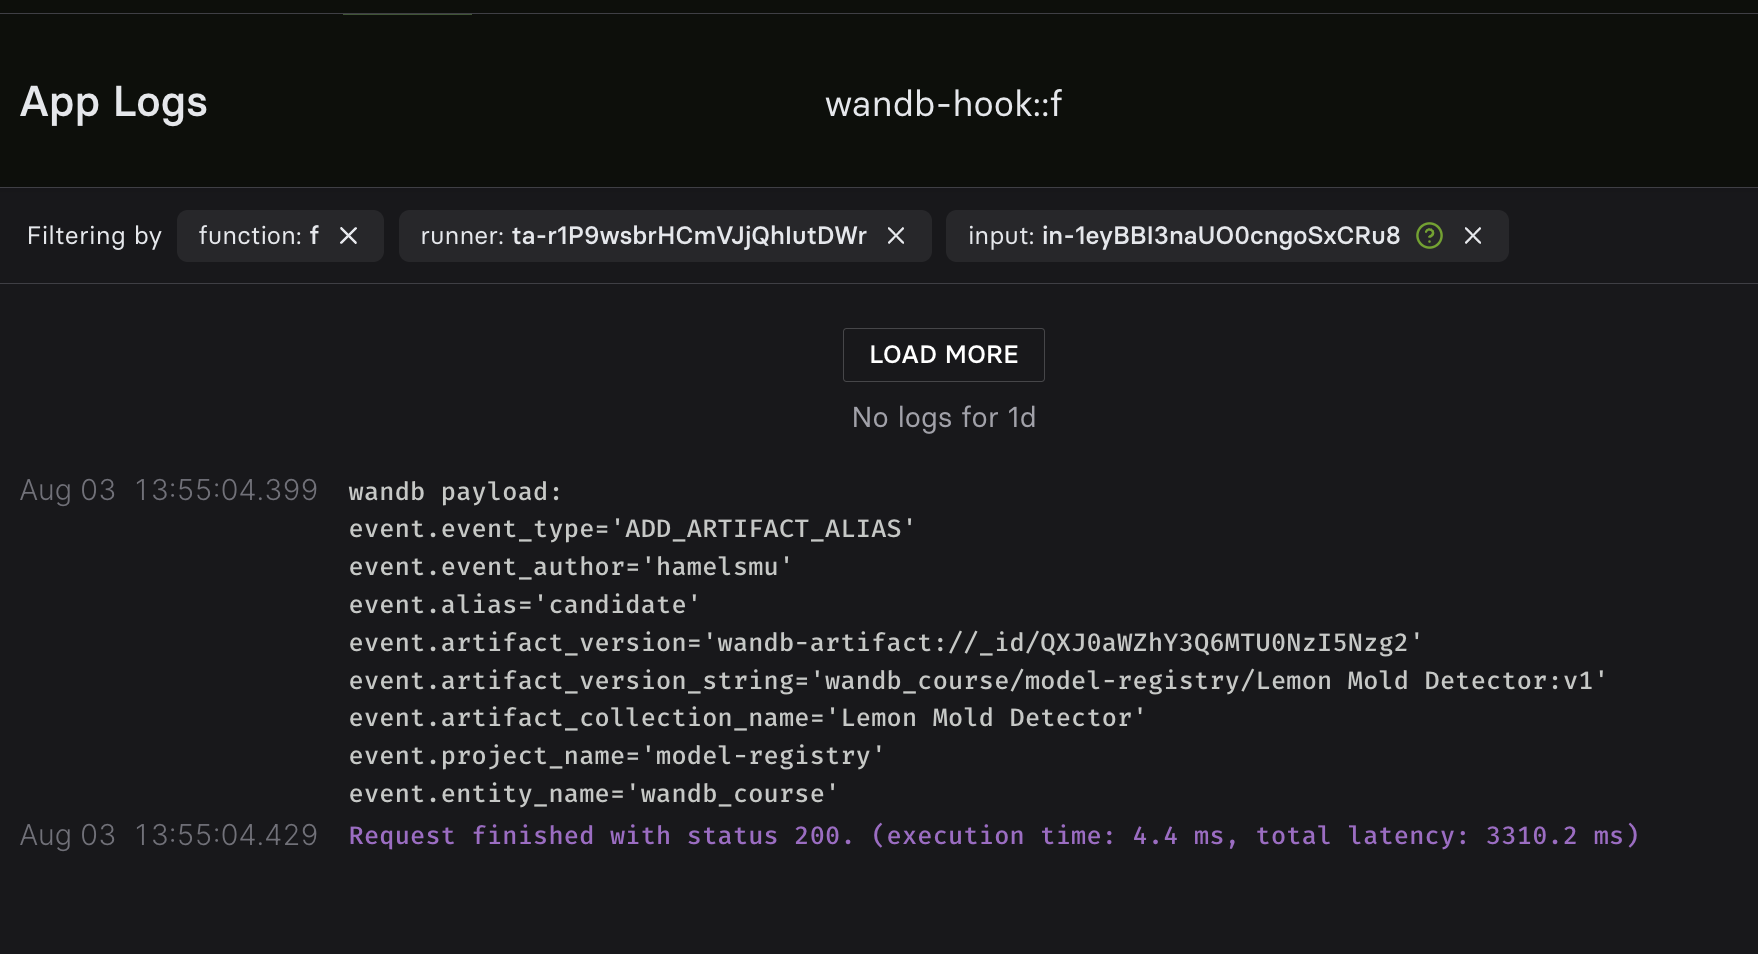 App Logs
wandb-hook::f
Filtering by function: f runner: ta-r1P9wsbrHCmVJjQhIutDWr input: in-1eyBBI3naUO0cngoSxCRu8
LOAD MORE
No logs for 1d
Aug 03 13:55:04.399 wandb payload:
event.event_type='ADD_ARTIFACT_ALIAS'
event.event_author='hamelsmu'
event.alias='candidate'
event.artifact_version='wandb-artifact://_id/QXJ0aWZhY3Q6MTU0NzI5Nzg2'
event.artifact_version_string='wandb_course/model-registry/Lemon Mold Detector:v1'
event.artifact_collection_name='Lemon Mold Detector'
event.project_name='model-registry'
event.entity_name='wandb_course'
Aug 03 13:55:04.429 Request finished with status 200. (execution time: 4.4 ms, total latency: 3310.2 ms)